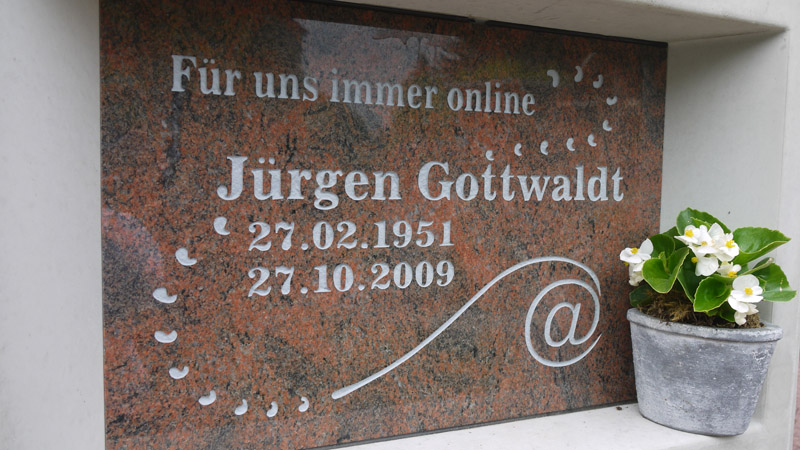 Für uns immer online
Jürgen Gottwaldt
27.02.1951
27.10.2009
@